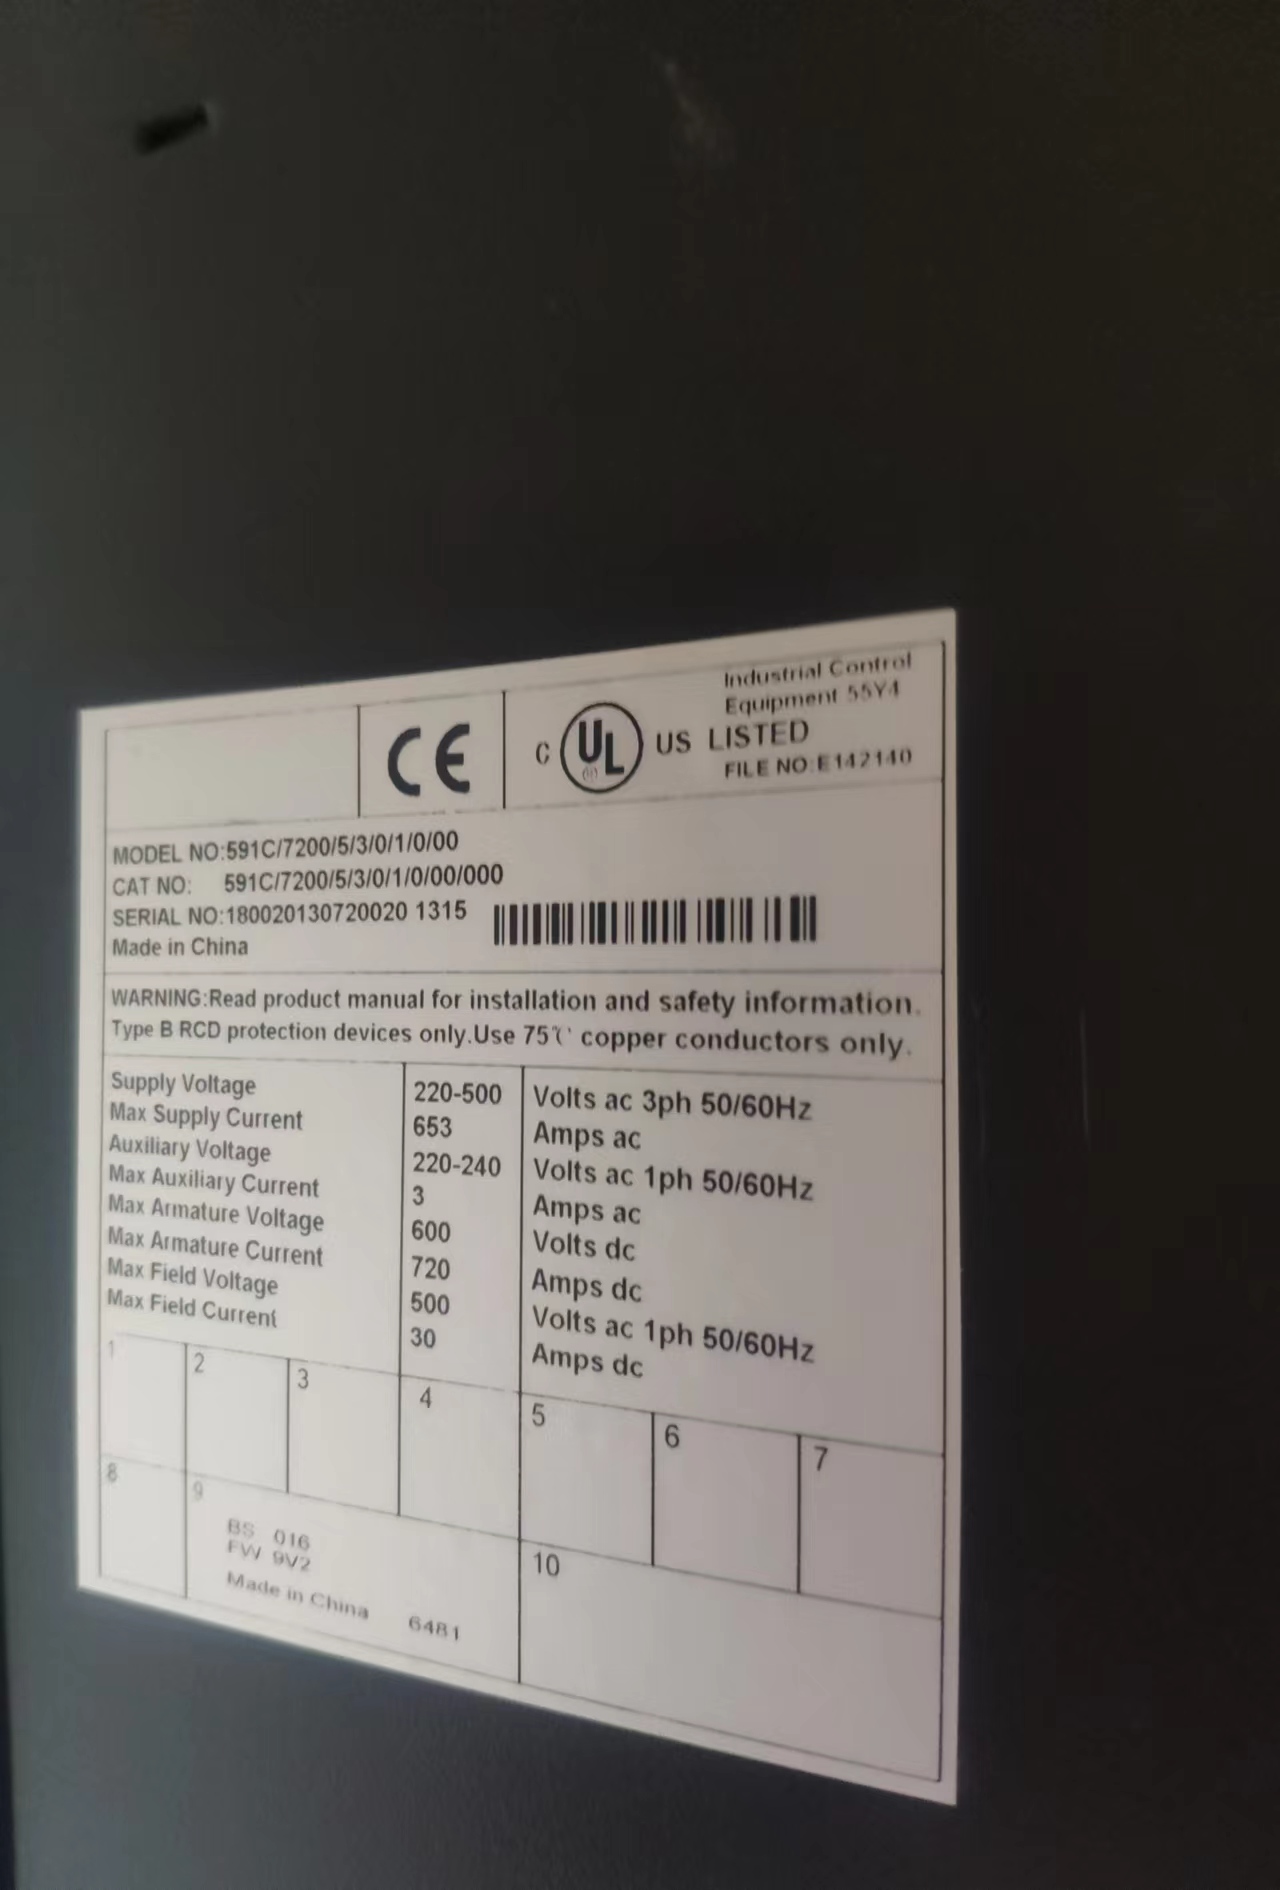 Industrial Control
Equipment 55Y4
CE
C UL US LISTED
FILE NO:E142140
MODEL NO:591C/7200/5/3/0/1/0/00
CAT NO: 591C/7200/5/3/0/1/0/00/000
SERIAL NO:180020130720020 1315
Made in China
WARNING:Read product manual for installation and safety information.
Type B RCD protection devices only.Use 75℃ copper conductors only.
Supply Voltage 220-500 Volts ac 3ph 50/60Hz
Max Supply Current 653 Amps ac
Auxiliary Voltage 220-240 Volts ac 1ph 50/60Hz
Max Auxiliary Current 3 Amps ac
Max Armature Voltage 600 Volts dc
Max Armature Current 720 Amps dc
Max Field Voltage 500 Volts ac 1ph 50/60Hz
Max Field Current 30 Amps dc
1 2 3 4 5 6 7
8 9 10
BS 016
FW 9V2
Made in China 6481